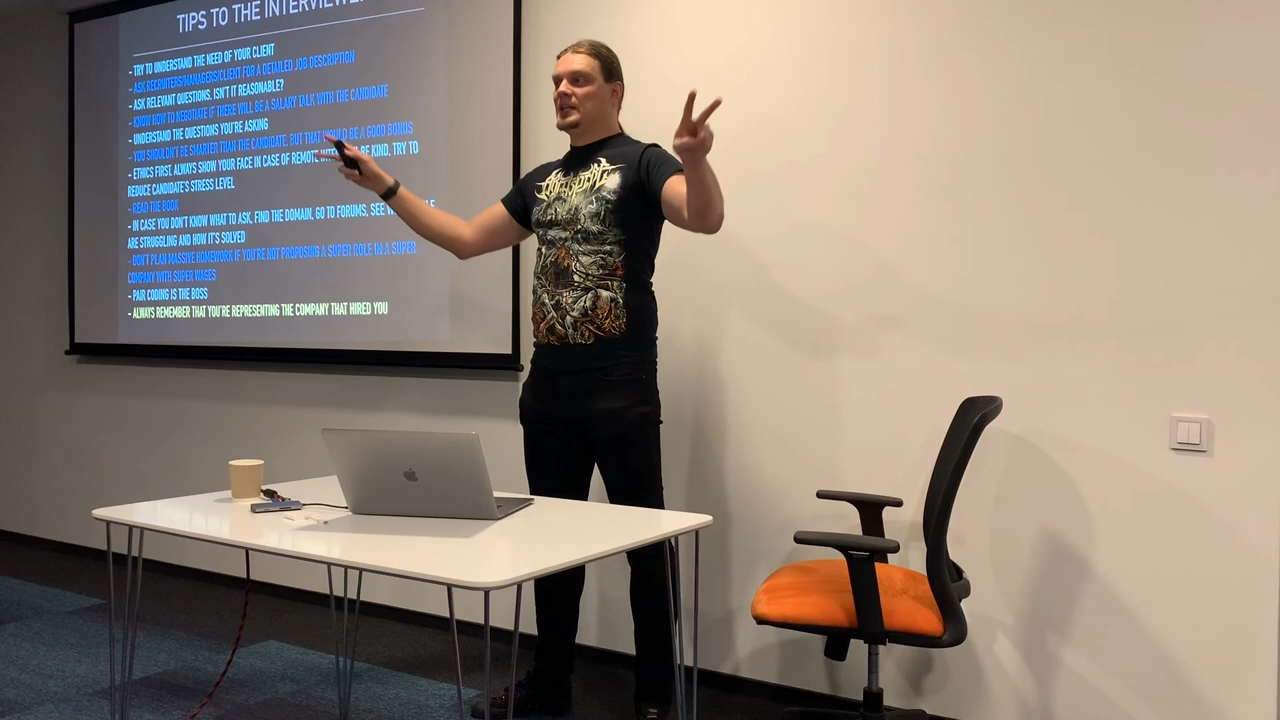 TIPS TO THE INTERVIEWER
- TRY TO UNDERSTAND THE NEED OF YOUR CLIENT
- ASK RECRUITERS/MANAGERS/CLIENT FOR A DETAILED JOB DESCRIPTION
- ASK RELEVANT QUESTIONS. ISN'T IT REASONABLE?
- KNOW HOW TO NEGOTIATE IF THERE WILL BE A SALARY TALK WITH THE CANDIDATE
- UNDERSTAND THE QUESTIONS YOU'RE ASKING
- YOU SHOULDN'T BE SMARTER THAN THE CANDIDATE, BUT THAT WOULD BE A GOOD BONUS
- ETHICS FIRST. ALWAYS SHOW YOUR FACE IN CASE OF REMOTE BE KIND, TRY TO
REDUCE CANDIDATE'S STRESS LEVEL
- READ THE BOOK
- IN CASE YOU DON'T KNOW WHAT TO ASK, FIND THE DOMAIN, GO TO FORUMS, SEE
ARE STRUGGLING AND HOW IT'S SOLVED
- DON'T PLAN MASSIVE HOMEWORK IF YOU'RE NOT PROPOSING A SUPER ROLE IN A SUPER
COMPANY WITH SUPER WAGES
- PAIR CODING IS THE BOSS
- ALWAYS REMEMBER THAT YOU'RE REPRESENTING THE COMPANY THAT HIRED YOU